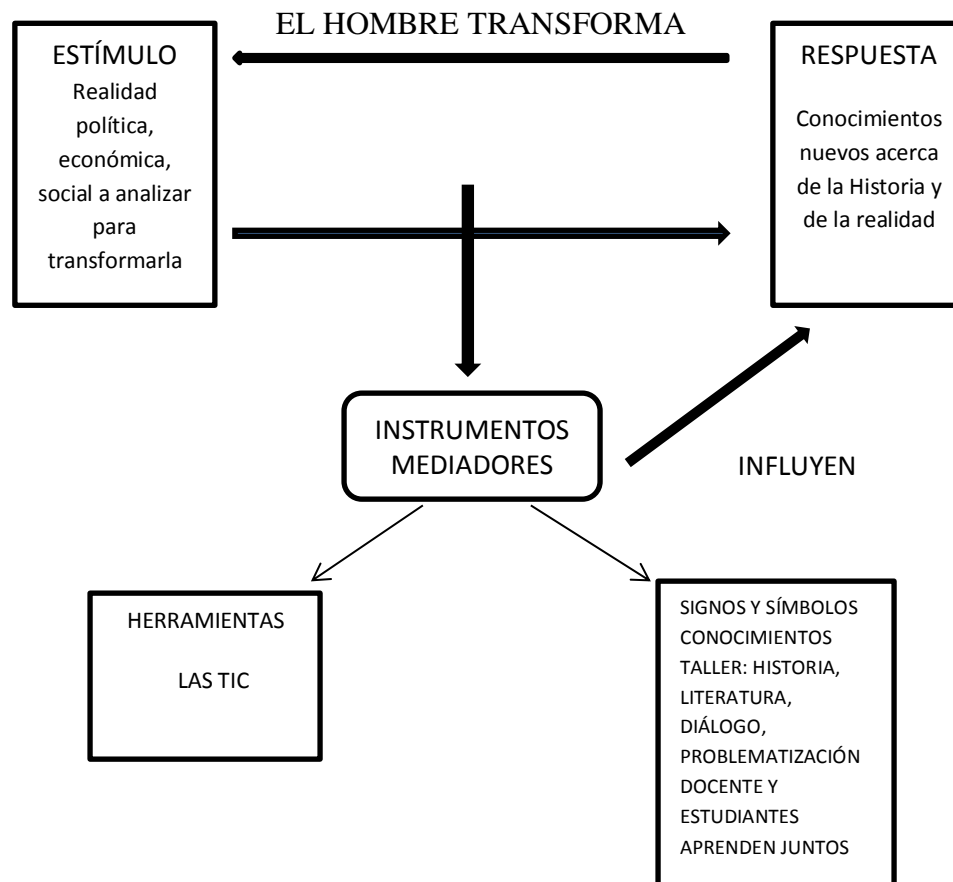 EL HOMBRE TRANSFORMA
ESTÍMULO
Realidad
política,
económica,
social a analizar
para
transformarla
RESPUESTA
Conocimientos
nuevos acerca
de la Historia y
de la realidad
INSTRUMENTOS
MEDIADORES
INFLUYEN
HERRAMIENTAS
LAS TIC
SIGNOS Y SÍMBOLOS
CONOCIMIENTOS
TALLER: HISTORIA,
LITERATURA,
DIÁLOGO,
PROBLEMATIZACIÓN
DOCENTE Y
ESTUDIANTES
APRENDEN JUNTOS